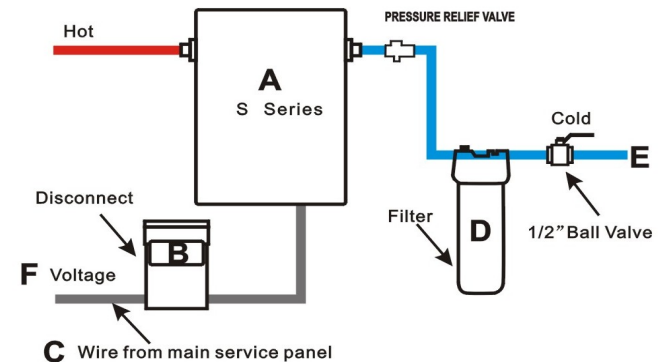 PRESSURE RELIEF VALVE
Hot
A
S Series
Cold
E
Disconnect
Filter
D
1/2" Ball Valve
B
F Voltage
C Wire from main service panel